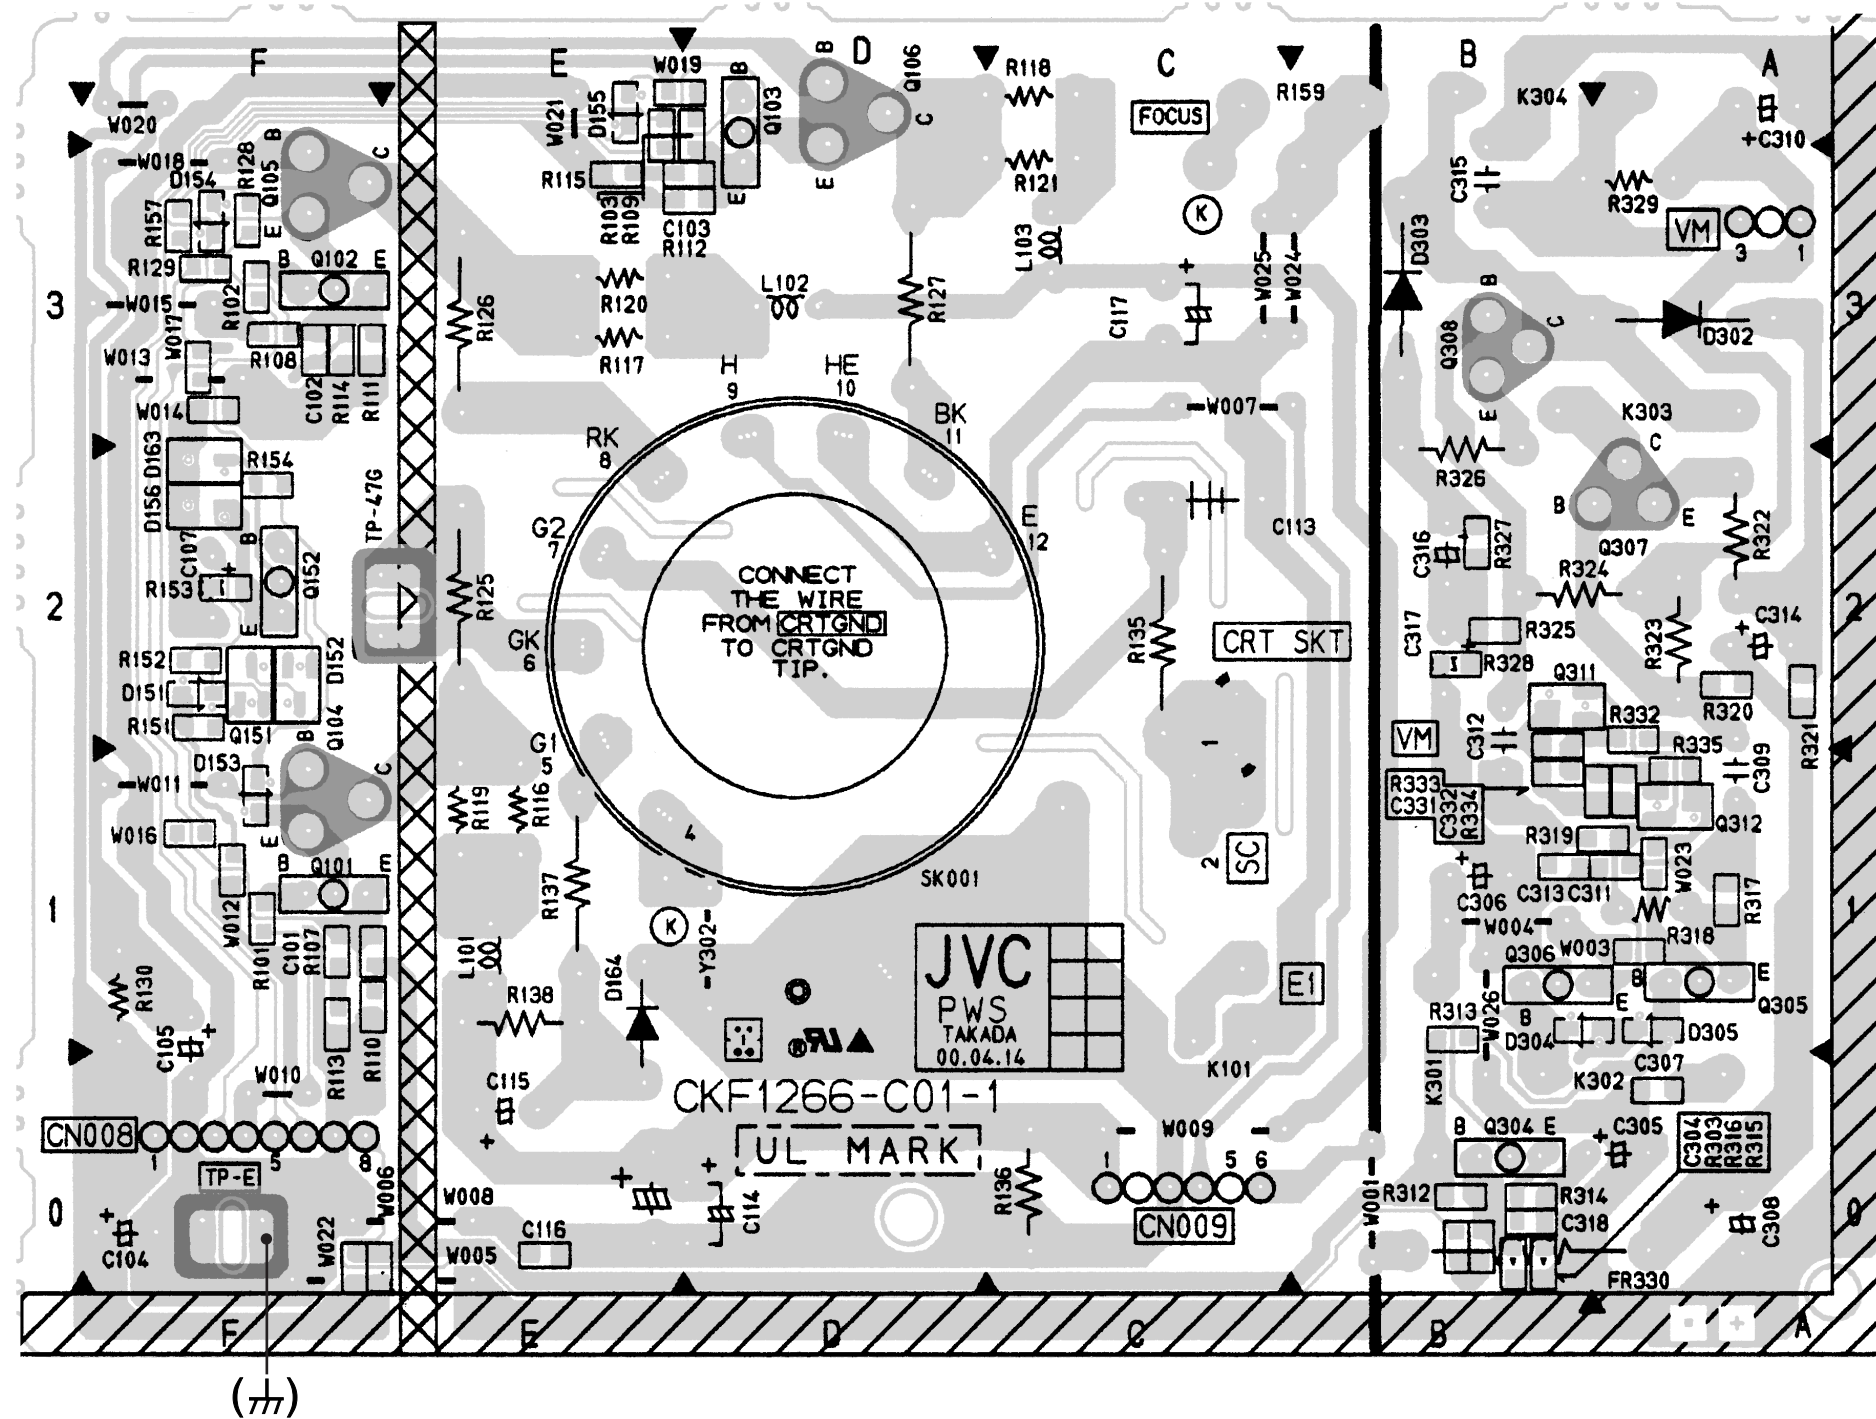 F
E
D
C
B
A
W020
W018
D154
R128
Q105
B
C
E
R157
R129
B Q102 E
R102
3
W015
W017
R108
W013
C102
R114
R111
W014
D163
D156
R154
TP-47G
C107
B
R153
Q152
E
2
R152
D151
R151
Q151
D152
Q104
B
C
E
D153
W011
W016
B Q101 E
W012
R101
C101
R107
1
R130
C105
R113
R110
W010
CN008
1 5 8
TP-E
W006
W022
0
C104
W019
W021
D155
B
Q103
E
R115
R103
R109
C103
R112
B
Q106
C
E
R118
R121
FOCUS
R159
K
L103
R126
R120
R117
L102
R127
C117
W025
W024
W007
H
9
HE
10
BK
11
RK
8
G2
7
E
12
GK
6
G1
5
4
CONNECT
THE WIRE
FROM CRTGND
TO CRTGND
TIP.
R125
C113
R135
CRT SKT
1
2
SC
R119
R116
R137
SK001
K
Y302
L101
R138
D164
JVC
PWS
TAKADA
00.04.14
E1
K101
C115
CKF1266-C01-1
UL MARK
W009
1 5 6
CN009
R136
W008
W005
C116
C114
W001
K304
C310
C315
R329
VM
3 1
D303
B
Q308
C
E
D302
3
K303
C
B
E
Q307
R326
R322
C316
R327
R324
C317
R325
R328
R323
C314
2
Q311
R320
R321
VM
C312
R332
R335
C309
R333
C331
C332
R334
Q312
R319
W023
C306
C313 C311
R317
W004
1
Q306
W003
R318
B
E
Q305
W026
R313
B
E
D304
D305
C307
K301
K302
B Q304 E
C305
C304
R303
R316
R315
R312
R314
C318
C308
0
FR330
F
E
D
C
B
A